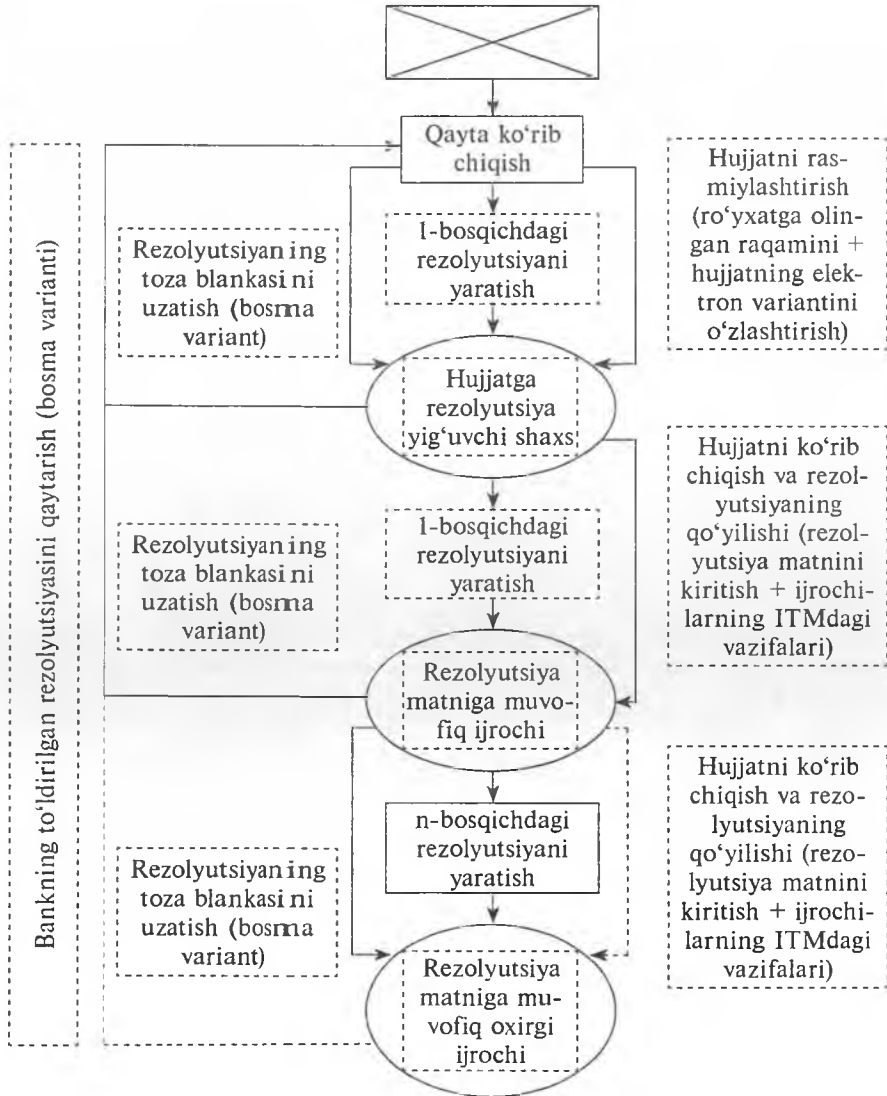 Qayta ko‘rib
chiqish
Hujjatni ras-
miylashtirish
(ro‘yxatga olin-
gan raqamini +
hujjatning elek-
tron variantini
o‘zlashtirish)
Rezolyutsiyaning
toza blankasini
uzatish (bosma
variant)
1-bosqichdagi
rezolyutsiyani
yaratish
Bankning to‘ldirilgan rezolyutsiyasini qaytarish (bosma varianti)
Hujjatga
rezolyutsiya
yig‘uvchi shaxs
Hujjatni ko‘rib
chiqish va rezol-
yutsiyaning
qo‘yilishi (rezol-
yutsiya matnini
kiritish + ijrochi-
larning ITMdagi
vazifalari)
Rezolyutsiyaning
toza blankasini
uzatish (bosma
variant)
1-bosqichdagi
rezolyutsiyani
yaratish
Rezolyutsiya
matniga muvo-
fiq ijrochi
Hujjatni ko‘rib
chiqish va rezo-
lyutsiyaning
qo‘yilishi (rezo-
lyutsiya matnini
kiritish + ijrochi-
larning ITMdagi
vazifalari)
n-bosqichdagi
rezolyutsiyani
yaratish
Rezolyutsiyaning
toza blankasini
uzatish (bosma
variant)
Rezolyutsiya
matniga mu-
vofiq oxirgi
ijrochi